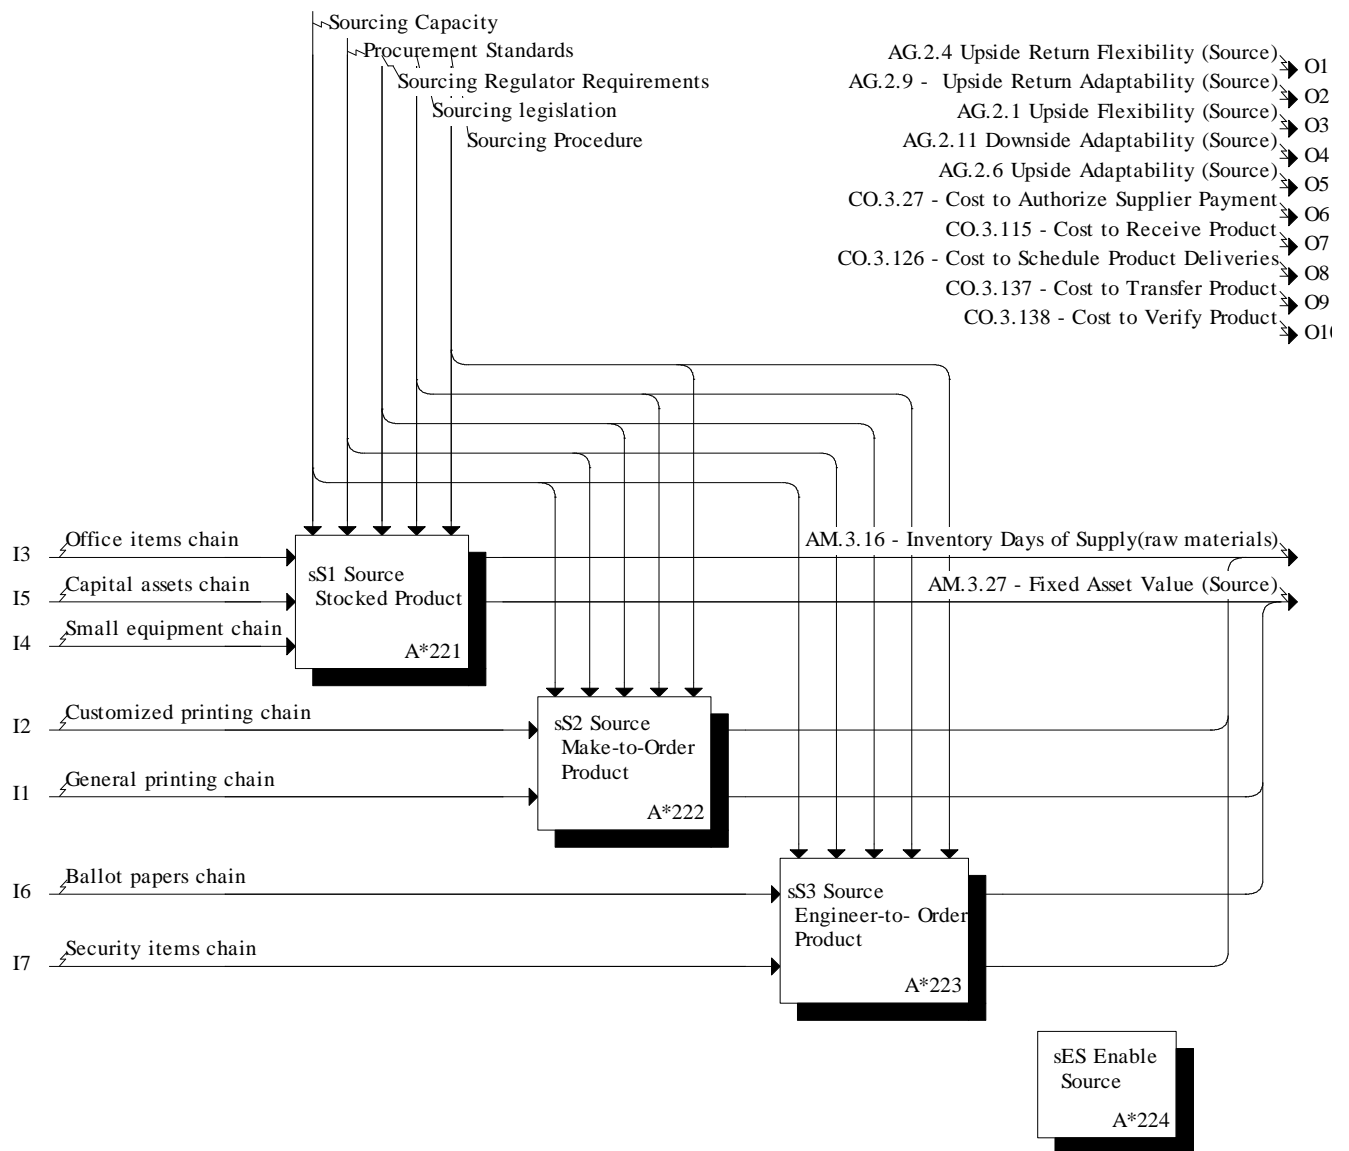 Sourcing Capacity
Procurement Standards
Sourcing Regulator Requirements
Sourcing legislation
Sourcing Procedure
AG.2.4 Upside Return Flexibility (Source)
O1
AG.2.9 - Upside Return Adaptability (Source)
O2
AG.2.1 Upside Flexibility (Source)
O3
AG.2.11 Downside Adaptability (Source)
O4
AG.2.6 Upside Adaptability (Source)
O5
CO.3.27 - Cost to Authorize Supplier Payment
O6
CO.3.115 - Cost to Receive Product
O7
CO.3.126 - Cost to Schedule Product Deliveries
O8
CO.3.137 - Cost to Transfer Product
O9
CO.3.138 - Cost to Verify Product
O10
I3
Office items chain
I5
Capital assets chain
I4
Small equipment chain
sS1 Source
Stocked Product
A*221
AM.3.16 - Inventory Days of Supply(raw materials)
AM.3.27 - Fixed Asset Value (Source)
I2
Customized printing chain
I1
General printing chain
sS2 Source
Make-to-Order
Product
A*222
I6
Ballot papers chain
I7
Security items chain
sS3 Source
Engineer-to- Order
Product
A*223
sES Enable
Source
A*224